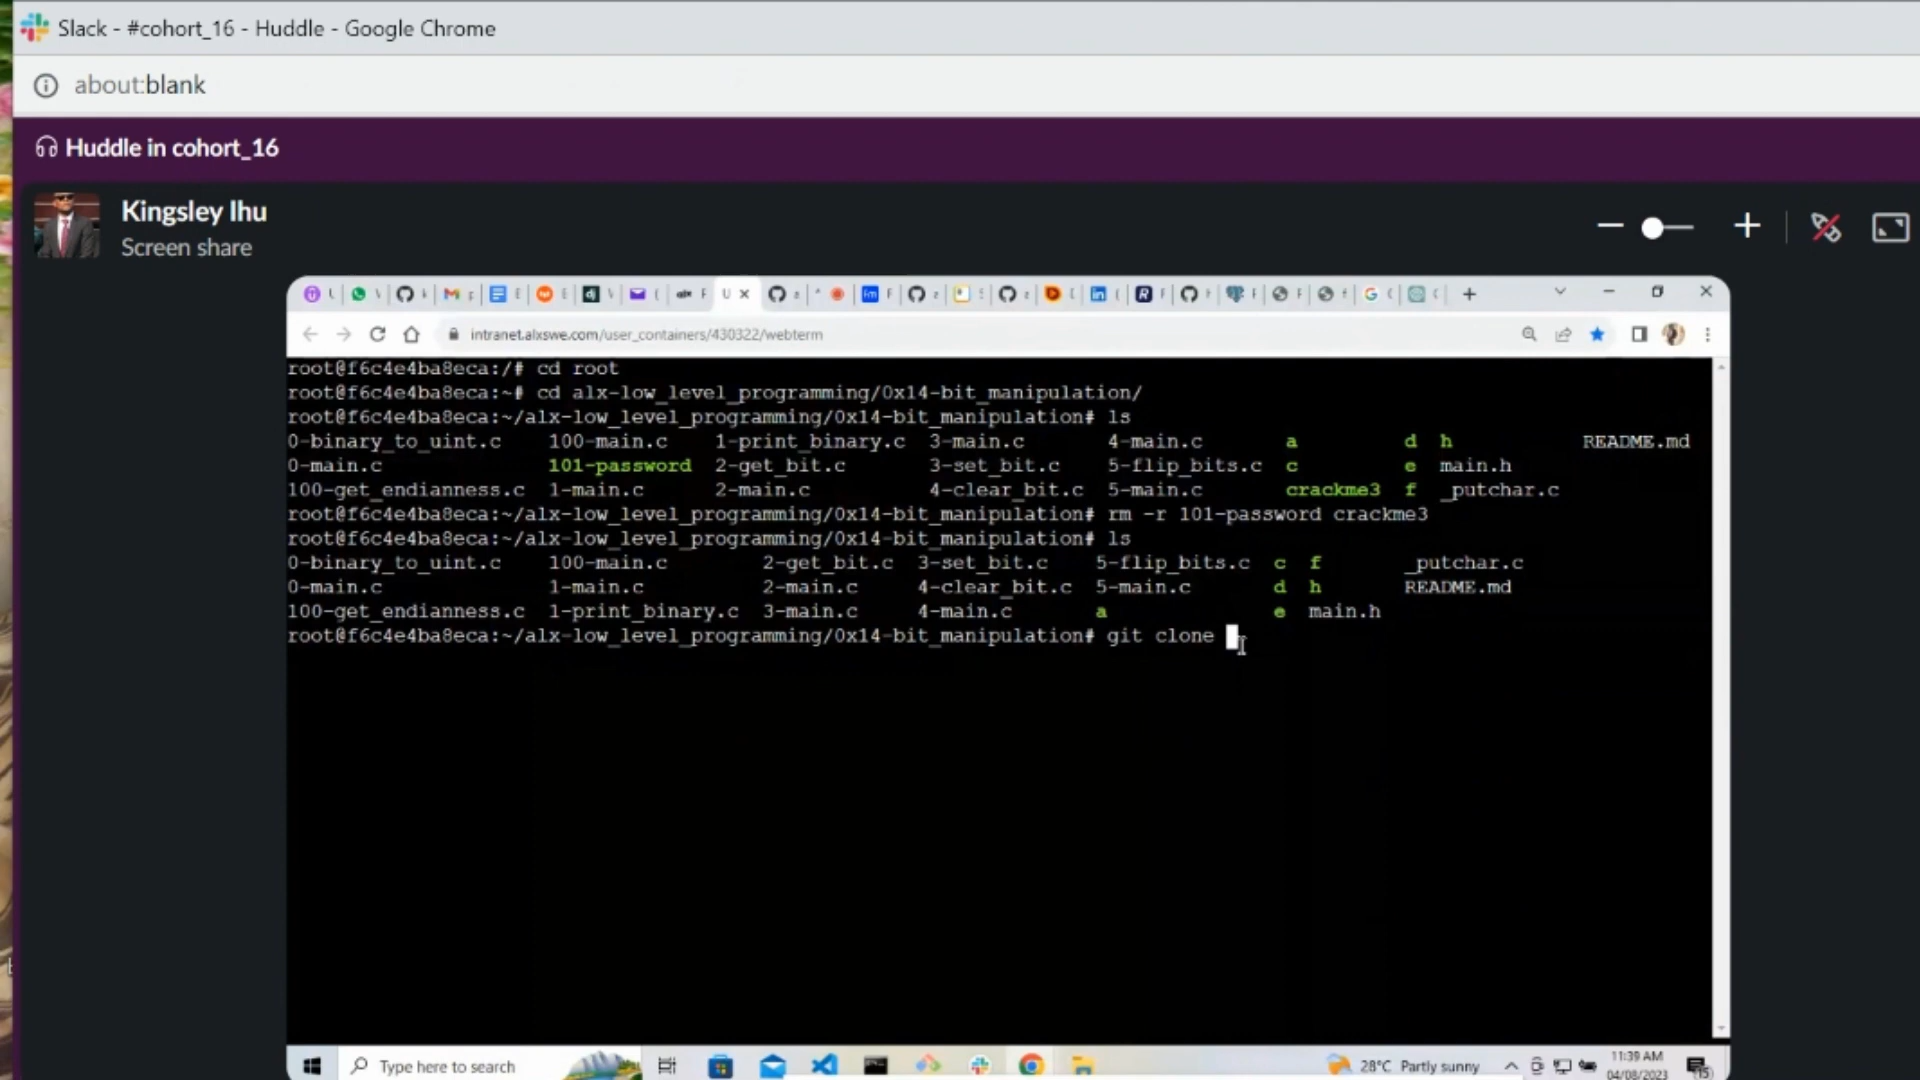 Slack - #cohort_16 - Huddle - Google Chrome
about:blank
Huddle in cohort_16
Kingsley Ihu
Screen share
intranet.alxswe.com/user_containers/430322/webterm
root@f6c4e4ba8eca:/# cd root
root@f6c4e4ba8eca:~# cd alx-low_level_programming/0x14-bit_manipulation/
root@f6c4e4ba8eca:~/alx-low_level_programming/0x14-bit_manipulation# ls
0-binary_to_uint.c 100-main.c 1-print_binary.c 3-main.c 4-main.c a d h README.md
0-main.c 101-password 2-get_bit.c 3-set_bit.c 5-flip_bits.c c e main.h
100-get_endianness.c 1-main.c 2-main.c 4-clear_bit.c 5-main.c crackme3 f _putchar.c
root@f6c4e4ba8eca:~/alx-low_level_programming/0x14-bit_manipulation# rm -r 101-password crackme3
root@f6c4e4ba8eca:~/alx-low_level_programming/0x14-bit_manipulation# ls
0-binary_to_uint.c 100-main.c 2-get_bit.c 3-set_bit.c 5-flip_bits.c c f _putchar.c
0-main.c 1-main.c 2-main.c 4-clear_bit.c 5-main.c d h README.md
100-get_endianness.c 1-print_binary.c 3-main.c 4-main.c a e main.h
root@f6c4e4ba8eca:~/alx-low_level_programming/0x14-bit_manipulation# git clone
Type here to search
28°C Partly sunny
11:39 AM
04/08/2023
15